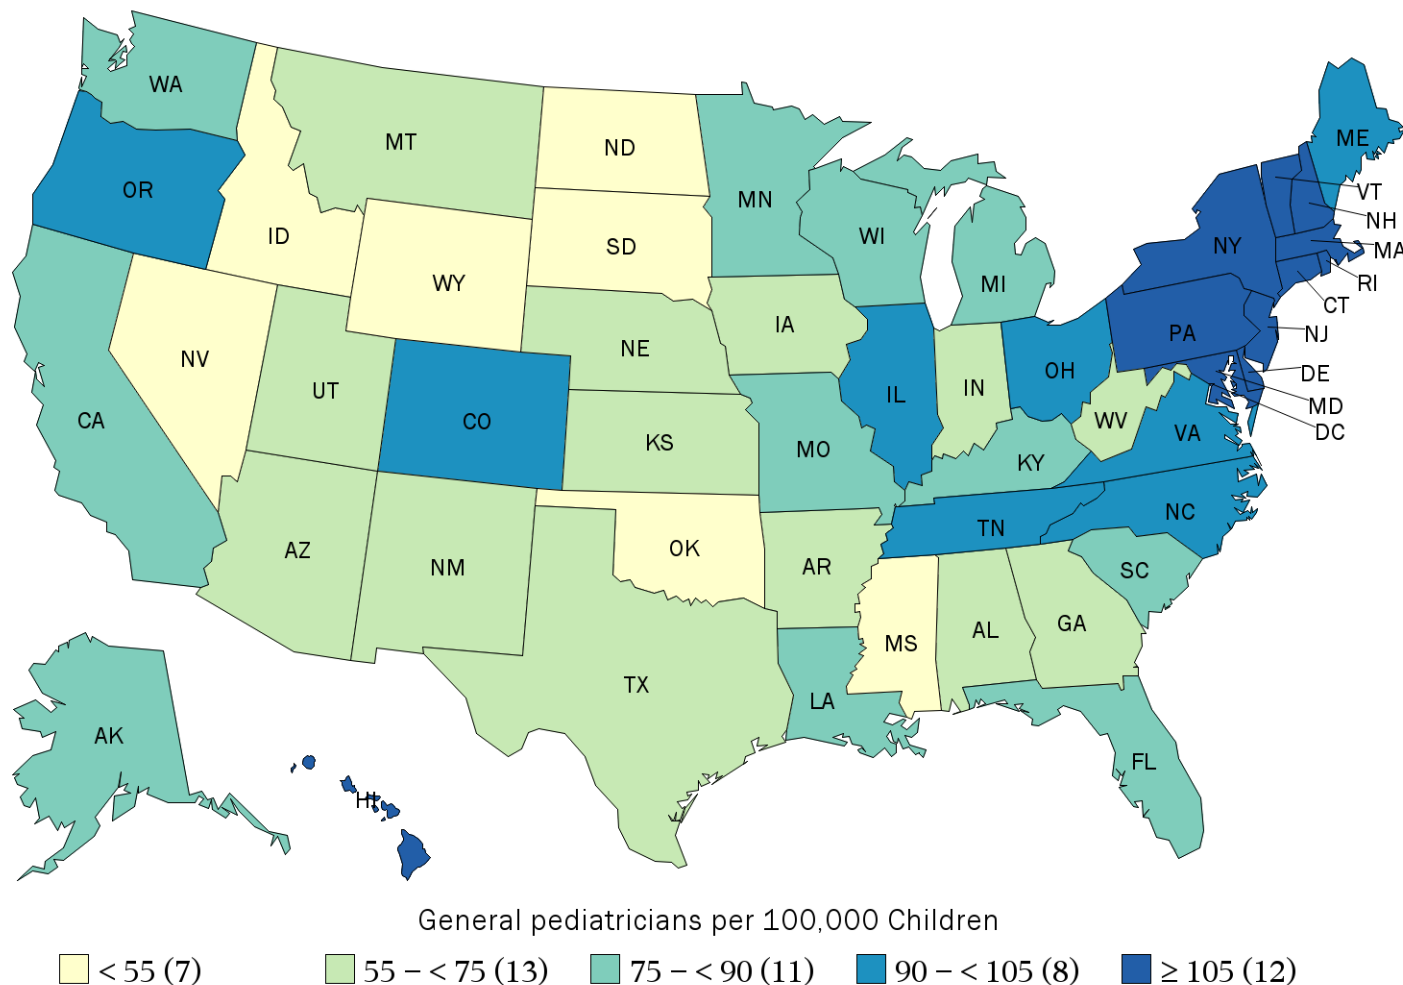 WA
MT
ND
MN
ME
OR
ID
SD
WI
MI
VT
NH
NY
MA
RI
CT
WY
IA
NE
NV
UT
CO
CA
KS
MO
IL
IN
OH
PA
NJ
DE
MD
DC
WV
VA
KY
NC
TN
SC
AZ
NM
OK
AR
MS
AL
GA
TX
LA
FL
AK
HI
General pediatricians per 100,000 Children
< 55 (7) 55 – < 75 (13) 75 – < 90 (11) 90 – < 105 (8) ≥ 105 (12)